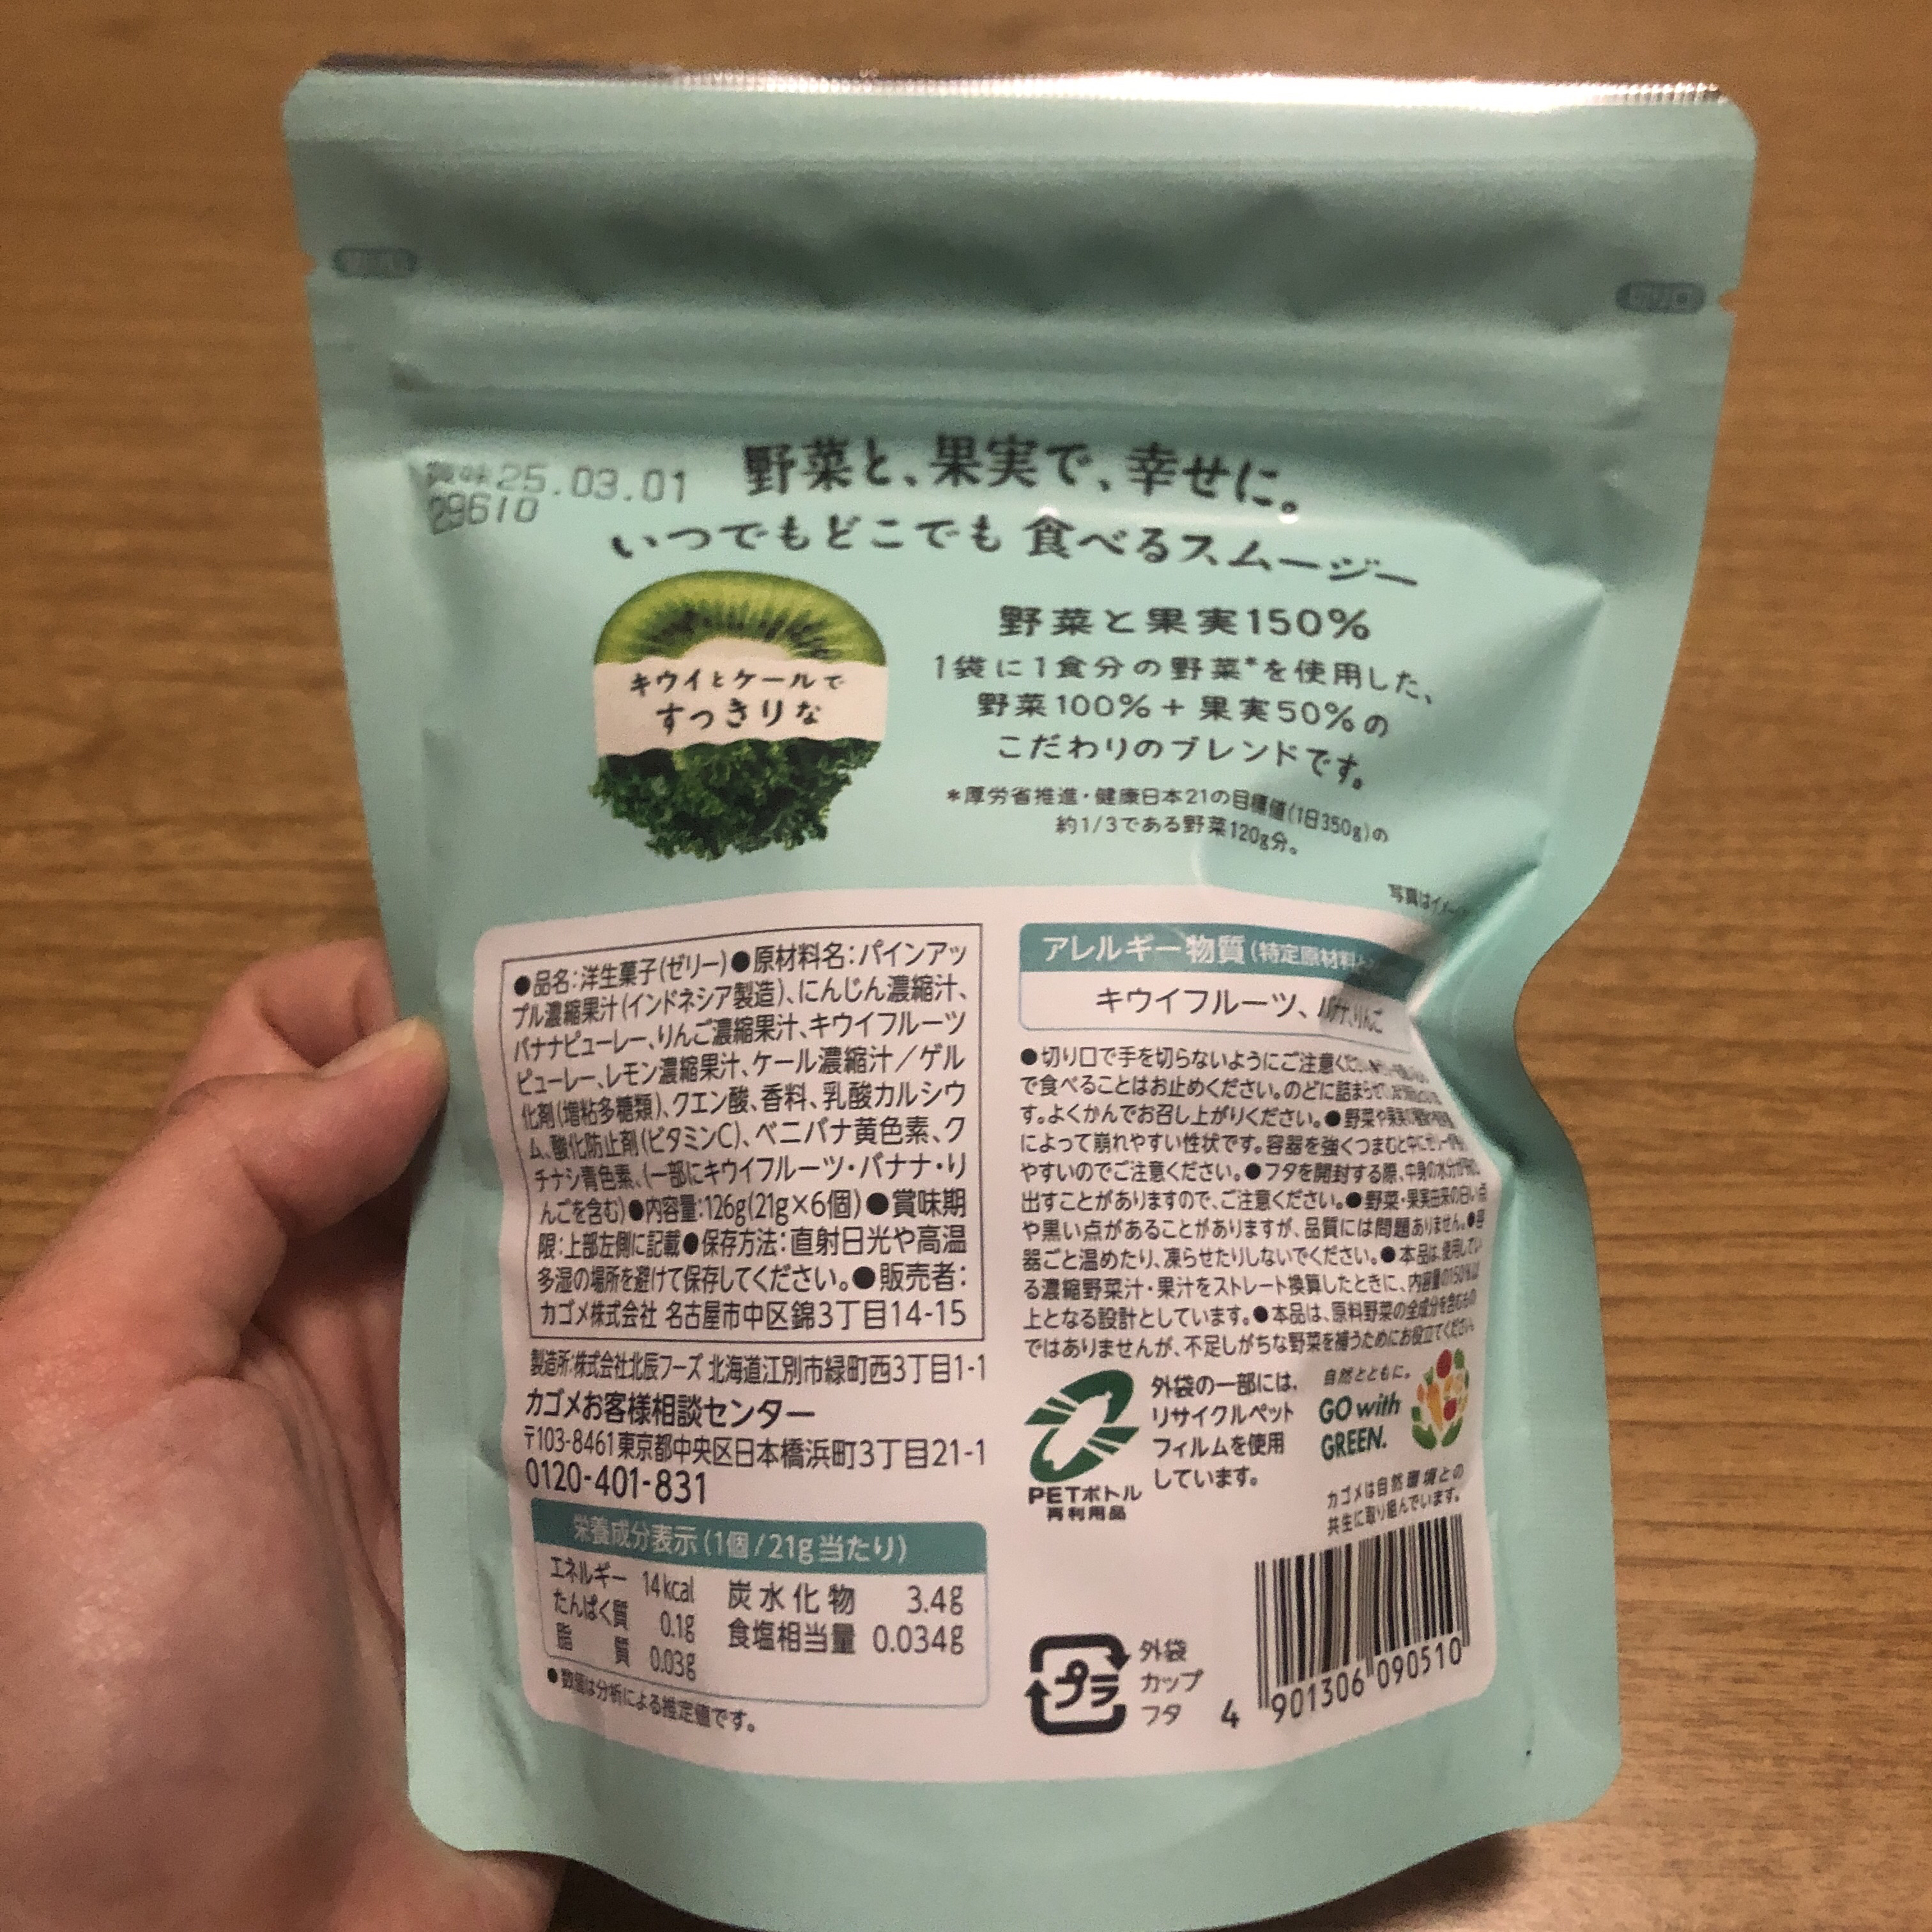 切り口
賞味25.03.01
29610
野菜と、果実で、幸せに。
いつでもどこでも 食べるスムージー
キウイとケールで
すっきりな
野菜と果実150%
1袋に1食分の野菜*を使用した、
野菜100%+果実50%の
こだわりのブレンドです。
*厚労省推進・健康日本21の目標値(1日350g)の
約1/3である野菜120g分。
写真はイメージ
●品名:洋生菓子(ゼリー)●原材料名:パインアッ
プル濃縮果汁(インドネシア製造)、にんじん濃縮汁、
バナナピューレー、りんご濃縮果汁、キウイフルーツ
ピューレー、レモン濃縮果汁、ケール濃縮汁/ゲル
化剤(増粘多糖類)、クエン酸、香料、乳酸カルシウ
ム、酸化防止剤(ビタミンC)、ベニバナ黄色素、ク
チナシ青色素、(一部にキウイフルーツ・バナナ・り
んごを含む)●内容量:126g(21g×6個)●賞味期
限:上部左側に記載●保存方法:直射日光や高温
多湿の場所を避けて保存してください。●販売者:
カゴメ株式会社 名古屋市中区錦3丁目14-15
製造所:株式会社北辰フーズ 北海道江別市緑町西3丁目1-1
カゴメお客様相談センター
〒103-8461東京都中央区日本橋浜町3丁目21-1
0120-401-831
栄養成分表示(1個/21g当たり)
エネルギー 14kcal 炭水化物 3.4g
たんぱく質 0.1g 食塩相当量 0.034g
脂質 0.03g
●数値は分析による推定値です。
アレルギー物質(特定原材料
キウイフルーツ、バナナ、りんご
●切り口で手を切らないようにご注意ください。
で食べることはお止めください。のどに詰まらせ
す。よくかんでお召し上がりください。●野菜や果実の
によって崩れやすい性状です。容器を強くつまむと中
やすいのでご注意ください。●フタを開封する際、中身の水分が
出すことがありますので、ご注意ください。●野菜・果実由来の白い点
や黒い点があることがありますが、品質には問題ありません。●容
器ごと温めたり、凍らせたりしないでください。●本品は、使用してい
る濃縮野菜汁・果汁をストレート換算したときに、内容量の150%以
上となる設計としています。●本品は、原料野菜の全成分を含むもの
ではありませんが、不足しがちな野菜を補うためにお役立てください。
PETボトル
再利用品
外袋の一部には、
リサイクルペット
フィルムを使用
しています。
自然とともに。
GO with
GREEN.
カゴメは自然環境との
共生に取り組んでいます。
プラ
外袋
カップ
フタ
4 901306 090510